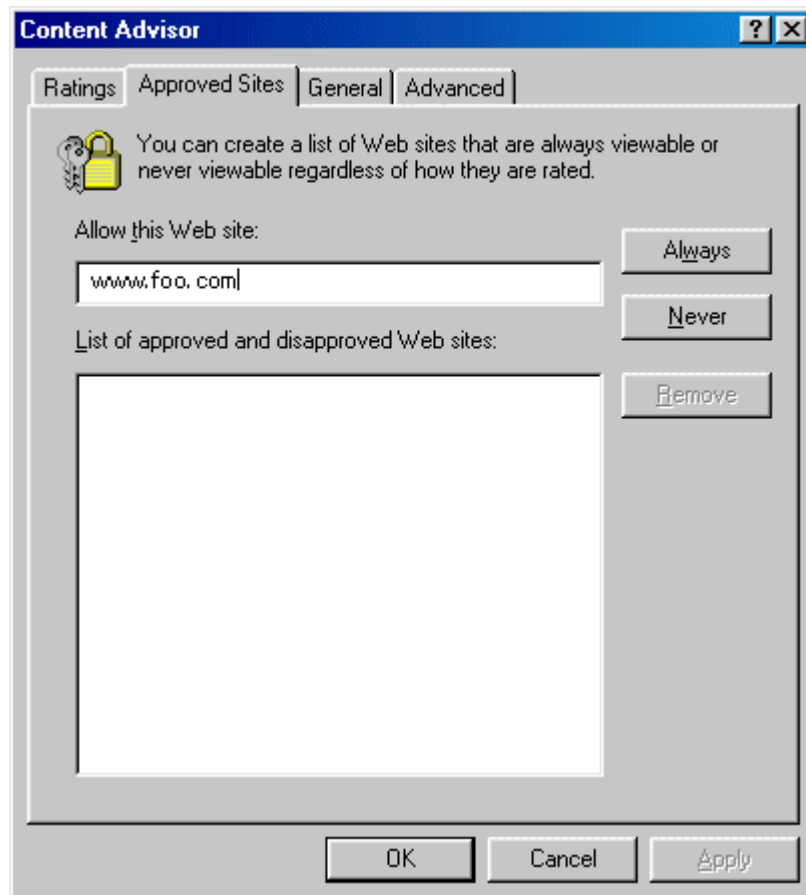 Content Advisor
Ratings Approved Sites General Advanced
You can create a list of Web sites that are always viewable or
never viewable regardless of how they are rated.
Allow this Web site:
Always
www.foo. com
Never
List of approved and disapproved Web sites:
Remove
OK Cancel Apply